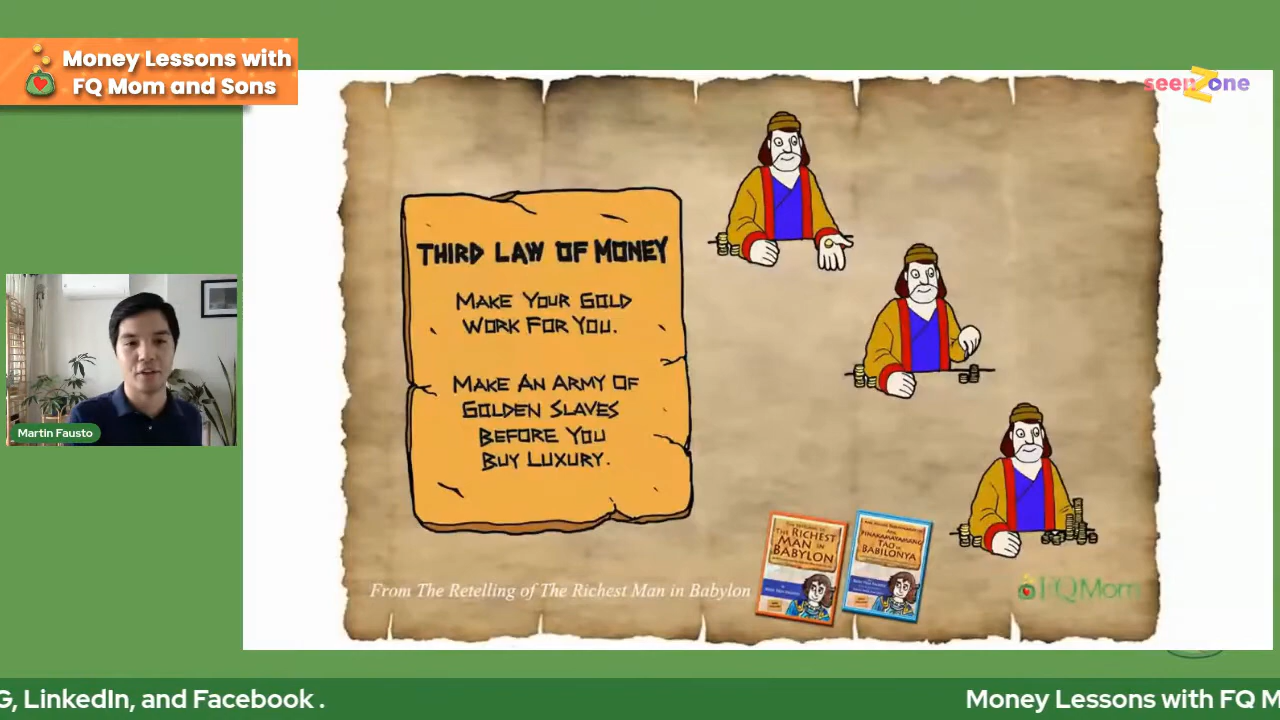 Money Lessons with
FQ Mom and Sons
seenZone
THIRD LAW OF MONEY
MAKE YOUR GOLD
WORK FOR YOU.
MAKE AN ARMY OF
GOLDEN SLAVES
BEFORE YOU
BUY LUXURY.
Martin Fausto
THE RETELLING OF
THE RICHEST
MAN IN
BABYLON
PINAKAMAYAMANG
TAO SA
BABILONYA
From The Retelling of The Richest Man in Babylon
FQ Mom
G, LinkedIn, and Facebook .
Money Lessons with FQ M